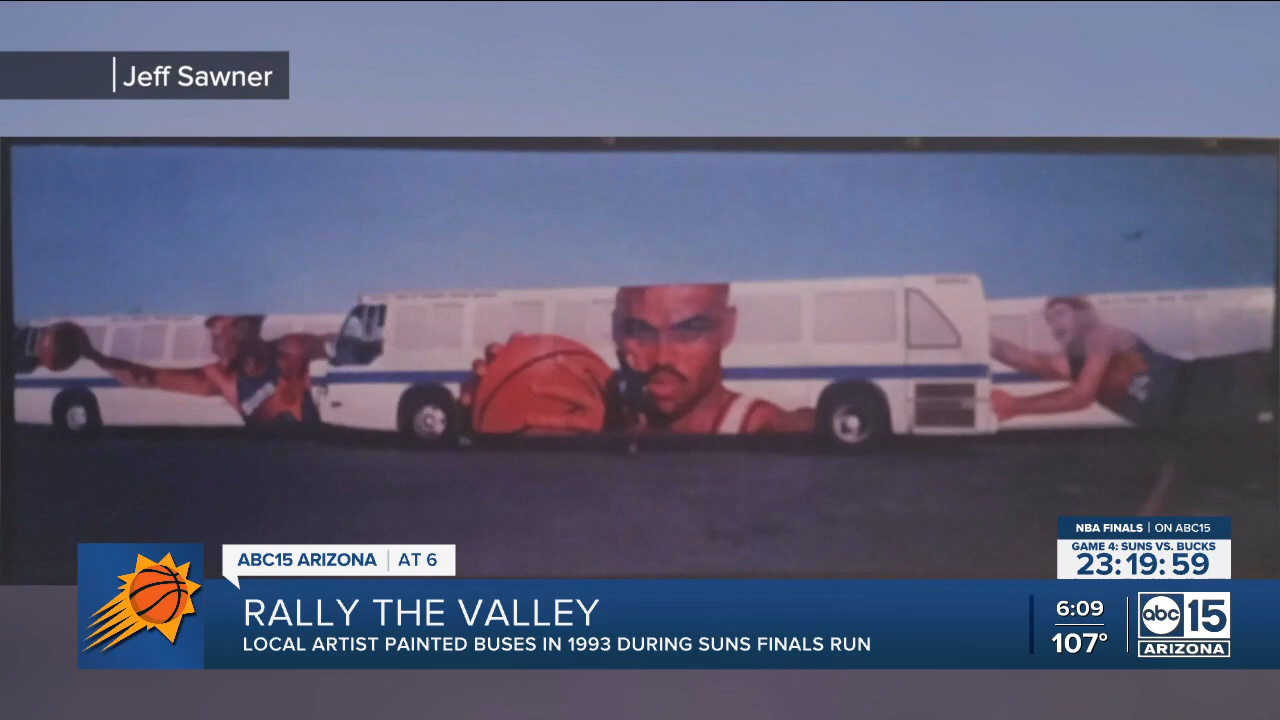 Jeff Sawner
NBA FINALS | ON ABC15
GAME 4: SUNS VS. BUCKS
23:19:59
ABC15 ARIZONA | AT 6
RALLY THE VALLEY
LOCAL ARTIST PAINTED BUSES IN 1993 DURING SUNS FINALS RUN
6:09
107°
abc 15
ARIZONA